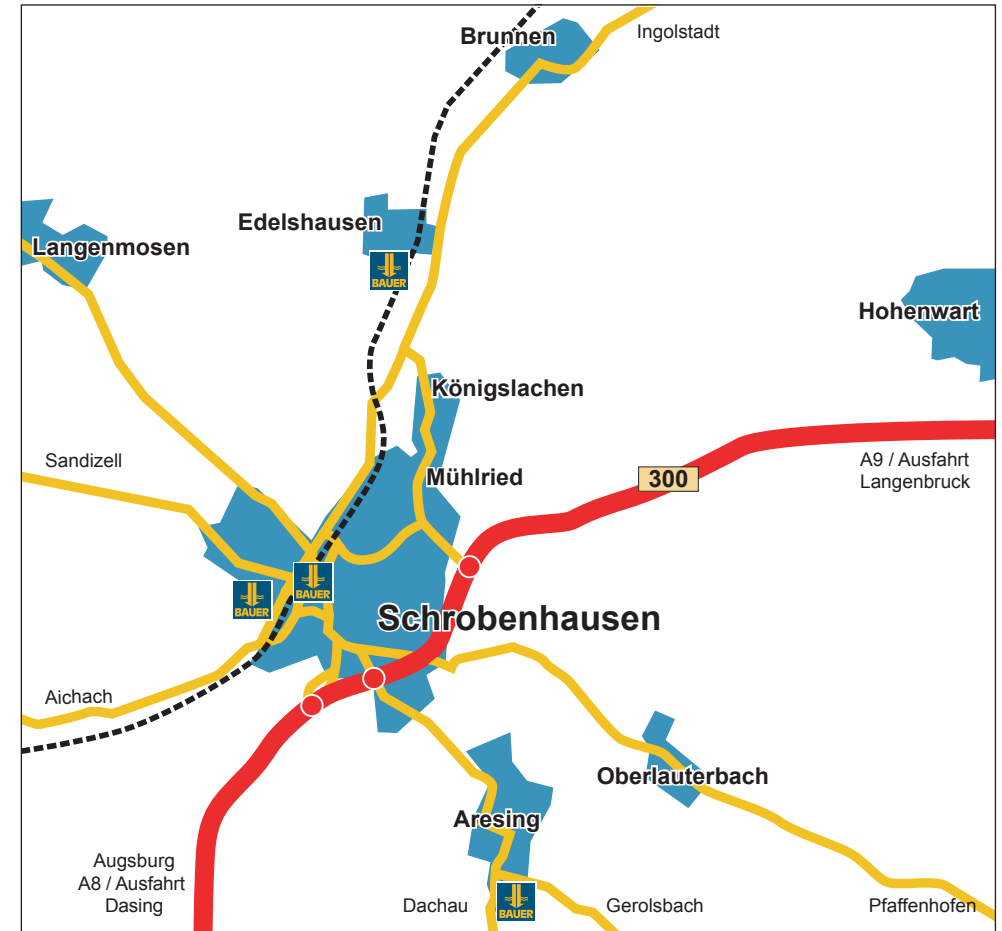 Brunnen
Ingolstadt
Edelshausen
Langenmosen
BAUER
Hohenwart
Königslachen
Sandizell
Mühlried
300
A9 / Ausfahrt
Langenbruck
BAUER
BAUER
Schrobenhausen
Aichach
Oberlauterbach
Aresing
Augsburg
A8 / Ausfahrt
Dasing
Dachau
BAUER
Gerolsbach
Pfaffenhofen